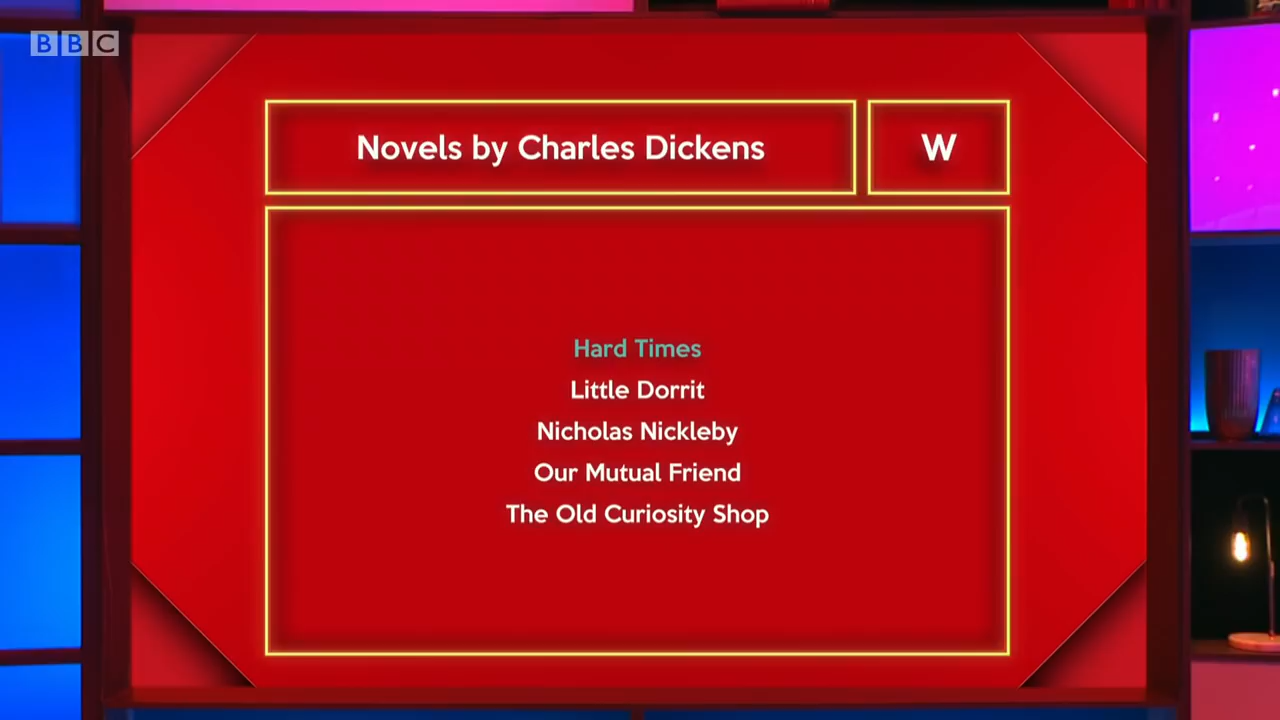 BBC
Novels by Charles Dickens
W
Hard Times
Little Dorrit
Nicholas Nickleby
Our Mutual Friend
The Old Curiosity Shop